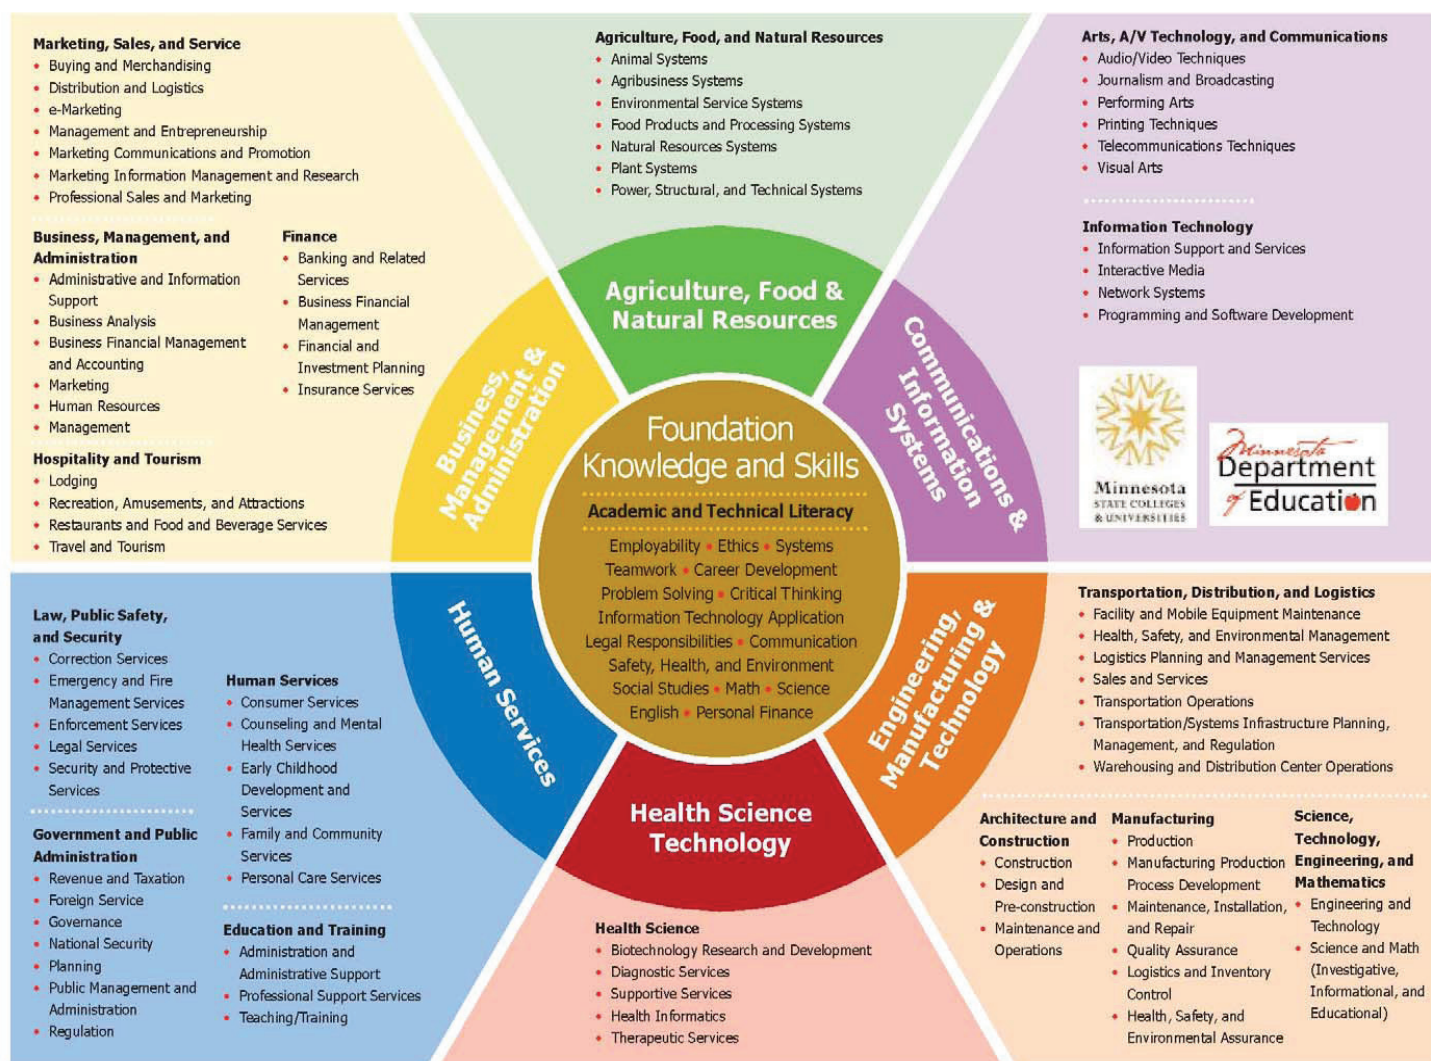 Marketing, Sales, and Service
• Buying and Merchandising
• Distribution and Logistics
• e-Marketing
• Management and Entrepreneurship
• Marketing Communications and Promotion
• Marketing Information Management and Research
• Professional Sales and Marketing
Business, Management, and
Administration
• Administrative and Information
Support
• Business Analysis
• Business Financial Management
and Accounting
• Marketing
• Human Resources
• Management
Finance
• Banking and Related
Services
• Business Financial
Management
• Financial and
Investment Planning
• Insurance Services
Hospitality and Tourism
• Lodging
• Recreation, Amusements, and Attractions
• Restaurants and Food and Beverage Services
• Travel and Tourism
Business,
Management &
Administration
Agriculture, Food, and Natural Resources
• Animal Systems
• Agribusiness Systems
• Environmental Service Systems
• Food Products and Processing Systems
• Natural Resources Systems
• Plant Systems
• Power, Structural, and Technical Systems
Agriculture, Food &
Natural Resources
Arts, A/V Technology, and Communications
• Audio/Video Techniques
• Journalism and Broadcasting
• Performing Arts
• Printing Techniques
• Telecommunications Techniques
• Visual Arts
Information Technology
• Information Support and Services
• Interactive Media
• Network Systems
• Programming and Software Development
Communications &
Information
Systems
Minnesota
STATE COLLEGES
& UNIVERSITIES
Minnesota
Department
of Education
Foundation
Knowledge and Skills
Academic and Technical Literacy
Employability • Ethics • Systems
Teamwork • Career Development
Problem Solving • Critical Thinking
Information Technology Application
Legal Responsibilities • Communication
Safety, Health, and Environment
Social Studies • Math • Science
English • Personal Finance
Law, Public Safety,
and Security
• Correction Services
• Emergency and Fire
Management Services
• Enforcement Services
• Legal Services
• Security and Protective
Services
Government and Public
Administration
• Revenue and Taxation
• Foreign Service
• Governance
• National Security
• Planning
• Public Management and
Administration
• Regulation
Human Services
• Consumer Services
• Counseling and Mental
Health Services
• Early Childhood
Development and
Services
• Family and Community
Services
• Personal Care Services
Education and Training
• Administration and
Administrative Support
• Professional Support Services
• Teaching/Training
Human Services
Health Science
Technology
Health Science
• Biotechnology Research and Development
• Diagnostic Services
• Supportive Services
• Health Informatics
• Therapeutic Services
Engineering,
Manufacturing &
Technology
Transportation, Distribution, and Logistics
• Facility and Mobile Equipment Maintenance
• Health, Safety, and Environmental Management
• Logistics Planning and Management Services
• Sales and Services
• Transportation Operations
• Transportation/Systems Infrastructure Planning,
Management, and Regulation
• Warehousing and Distribution Center Operations
Architecture and
Construction
• Construction
• Design and
Pre-construction
• Maintenance and
Operations
Manufacturing
• Production
• Manufacturing Production
Process Development
• Maintenance, Installation,
and Repair
• Quality Assurance
• Logistics and Inventory
Control
• Health, Safety, and
Environmental Assurance
Science,
Technology,
Engineering, and
Mathematics
• Engineering and
Technology
• Science and Math
(Investigative,
Informational, and
Educational)